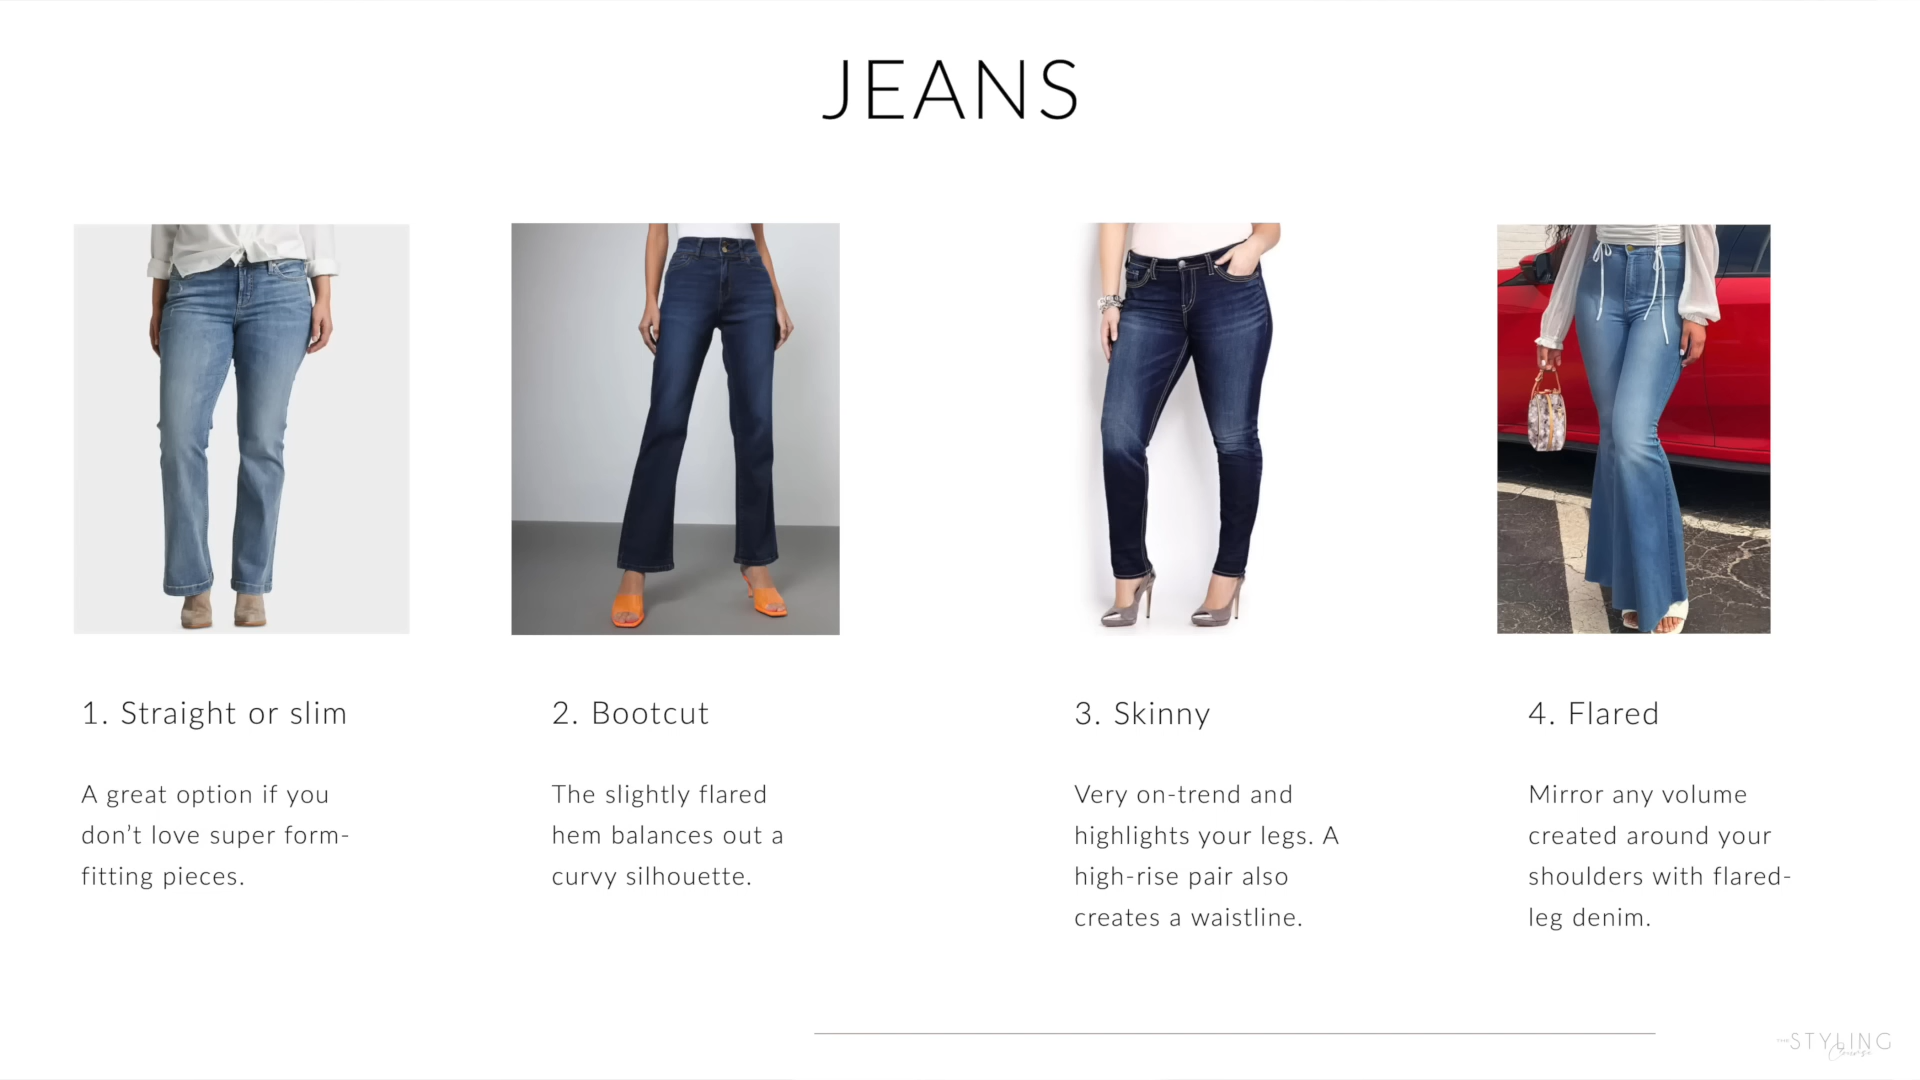 JEANS
1. Straight or slim
A great option if you
don’t love super form-
fitting pieces.
2. Bootcut
The slightly flared
hem balances out a
curvy silhouette.
3. Skinny
Very on-trend and
highlights your legs. A
high-rise pair also
creates a waistline.
4. Flared
Mirror any volume
created around your
shoulders with flared-
leg denim.
THE STYLING
Course